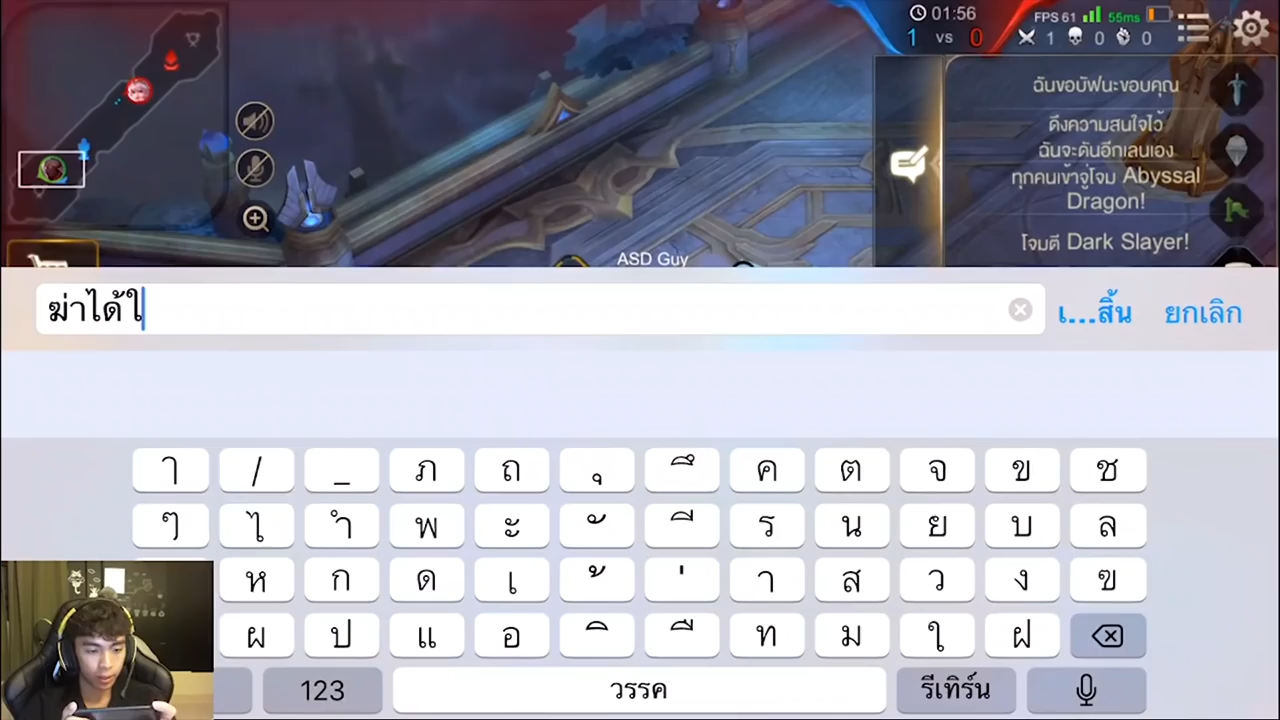 01:56
FPS 61 55ms
1 vs 0 1 0 0
ฉันขอบัฟนะขอบคุณ
ดึงความสนใจไว้
ฉันจะดันอีกเลนเอง
ทุกคนเข้าจู่โจม Abyssal
Dragon!
โจมตี Dark Slayer!
ASD Guy
ฆ่าได้ใ
เ...สิ้น ยกเลิก
ๅ / _ ภ ถ ุ ึ ค ต จ ข ช
ๆ ไ ำ พ ะ ั ี ร น ย บ ล
ห ก ด เ ้ ่ า ส ว ง ฃ
ผ ป แ อ ิ ื ท ม ใ ฝ
123 วรรค รีเทิร์น